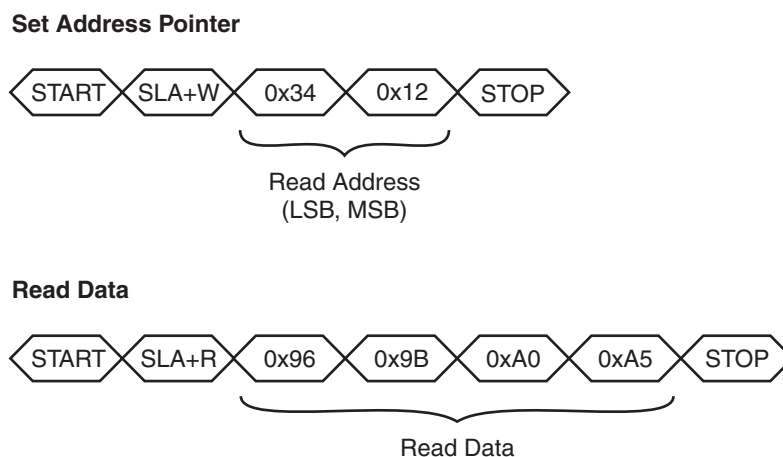 Set Address Pointer
START SLA+W 0x34 0x12 STOP
Read Address
(LSB, MSB)
Read Data
START SLA+R 0x96 0x9B 0xA0 0xA5 STOP
Read Data